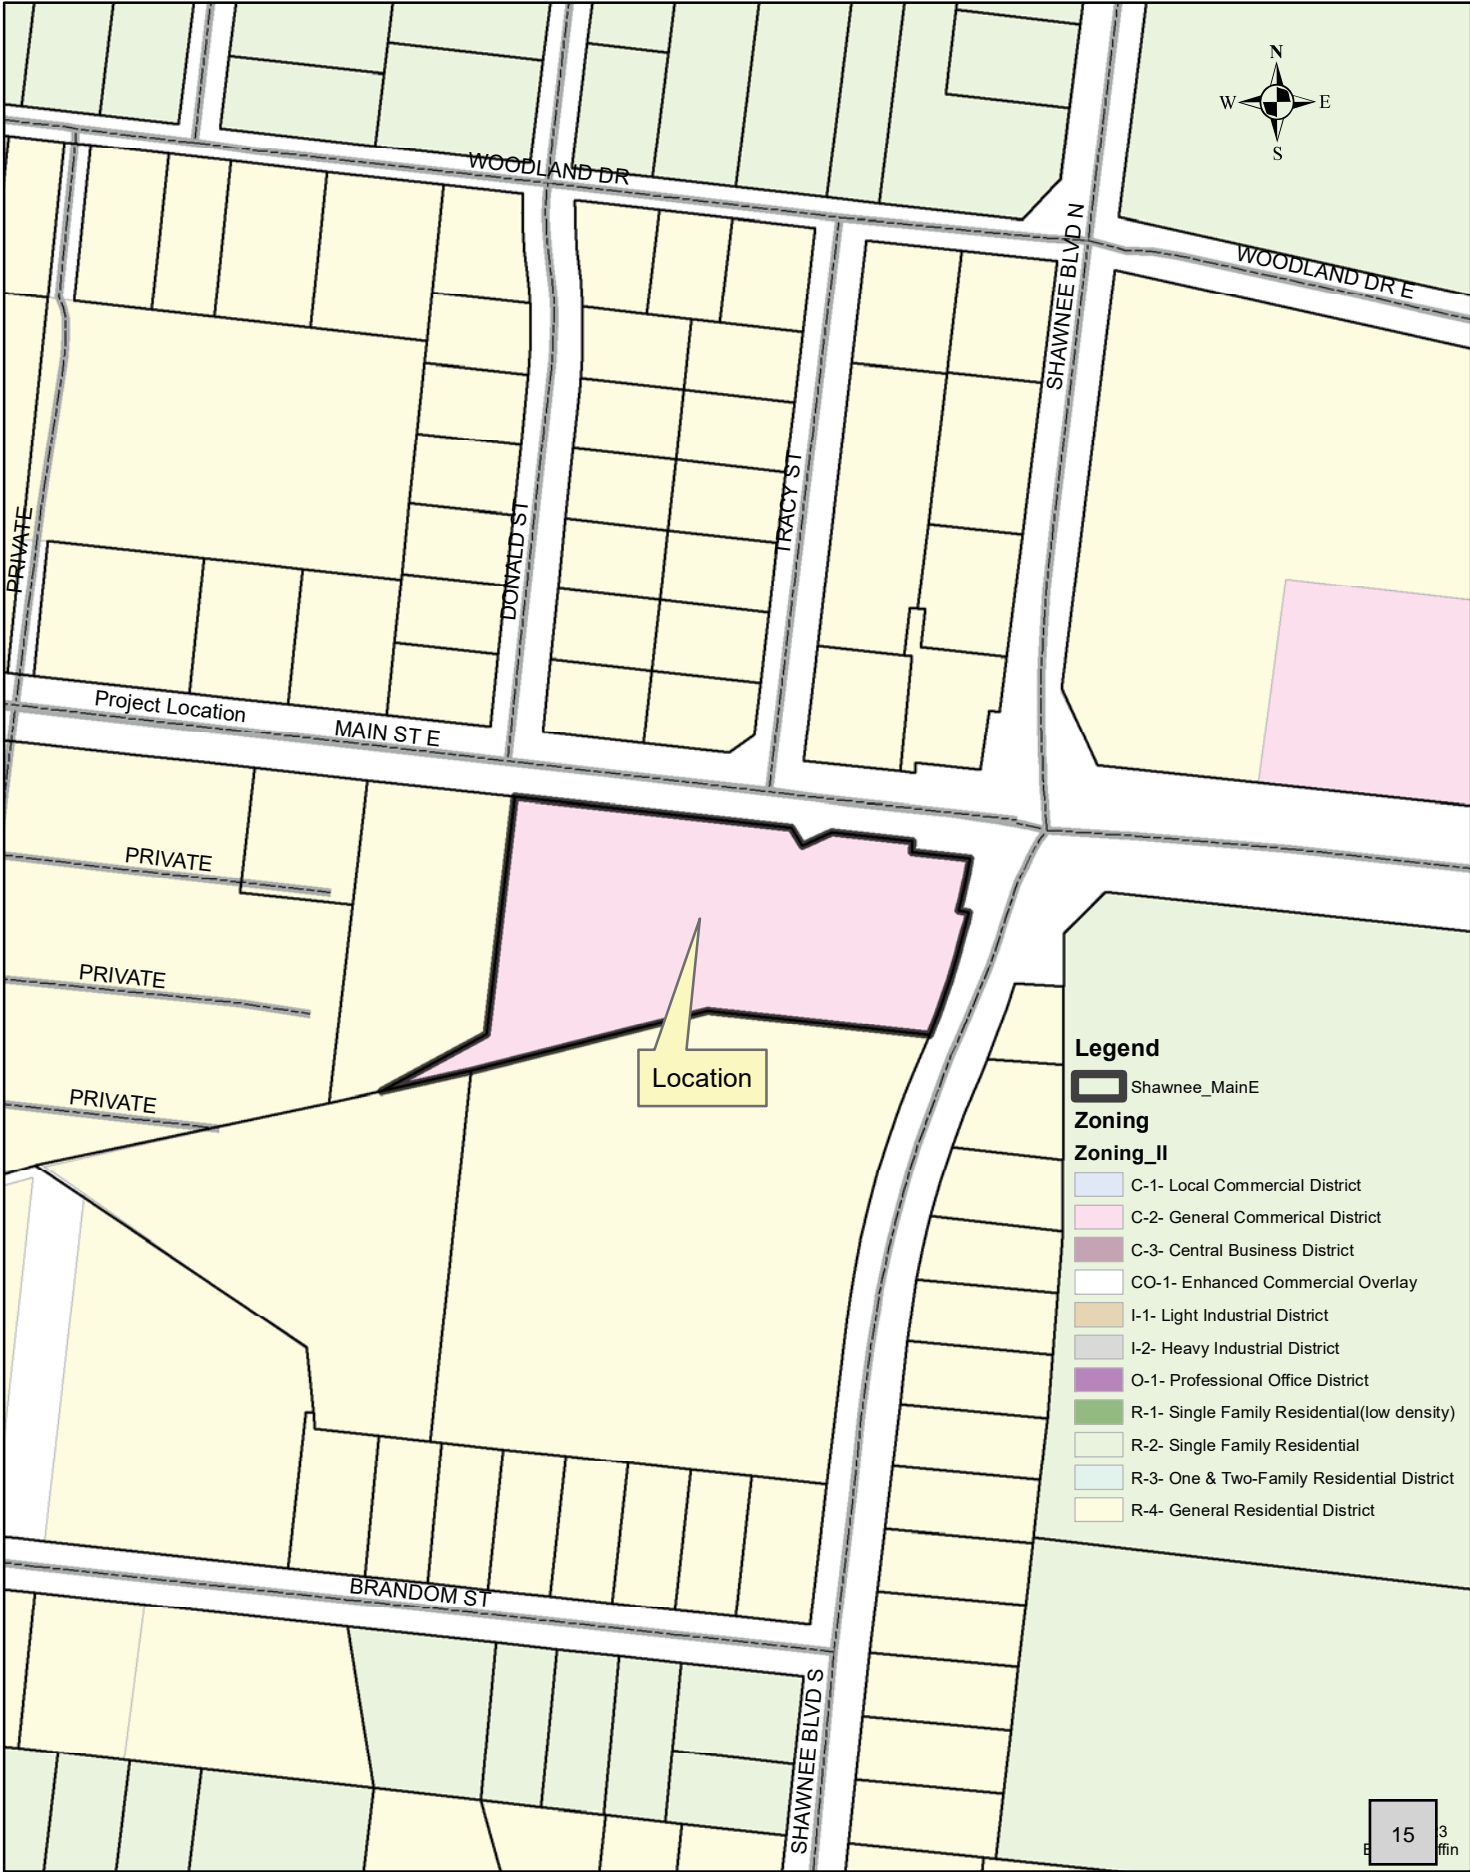 N
W E
S
WOODLAND DR
SHAWNEE BLVD N
WOODLAND DR E
TRACY ST
DONALD ST
PRIVATE
Project Location
MAIN ST E
PRIVATE
PRIVATE
PRIVATE
Location
Legend
Shawnee_MainE
Zoning
Zoning_II
C-1- Local Commercial District
C-2- General Commerical District
C-3- Central Business District
CO-1- Enhanced Commercial Overlay
I-1- Light Industrial District
I-2- Heavy Industrial District
O-1- Professional Office District
R-1- Single Family Residential(low density)
R-2- Single Family Residential
R-3- One & Two-Family Residential District
R-4- General Residential District
BRANDOM ST
SHAWNEE BLVD S
15